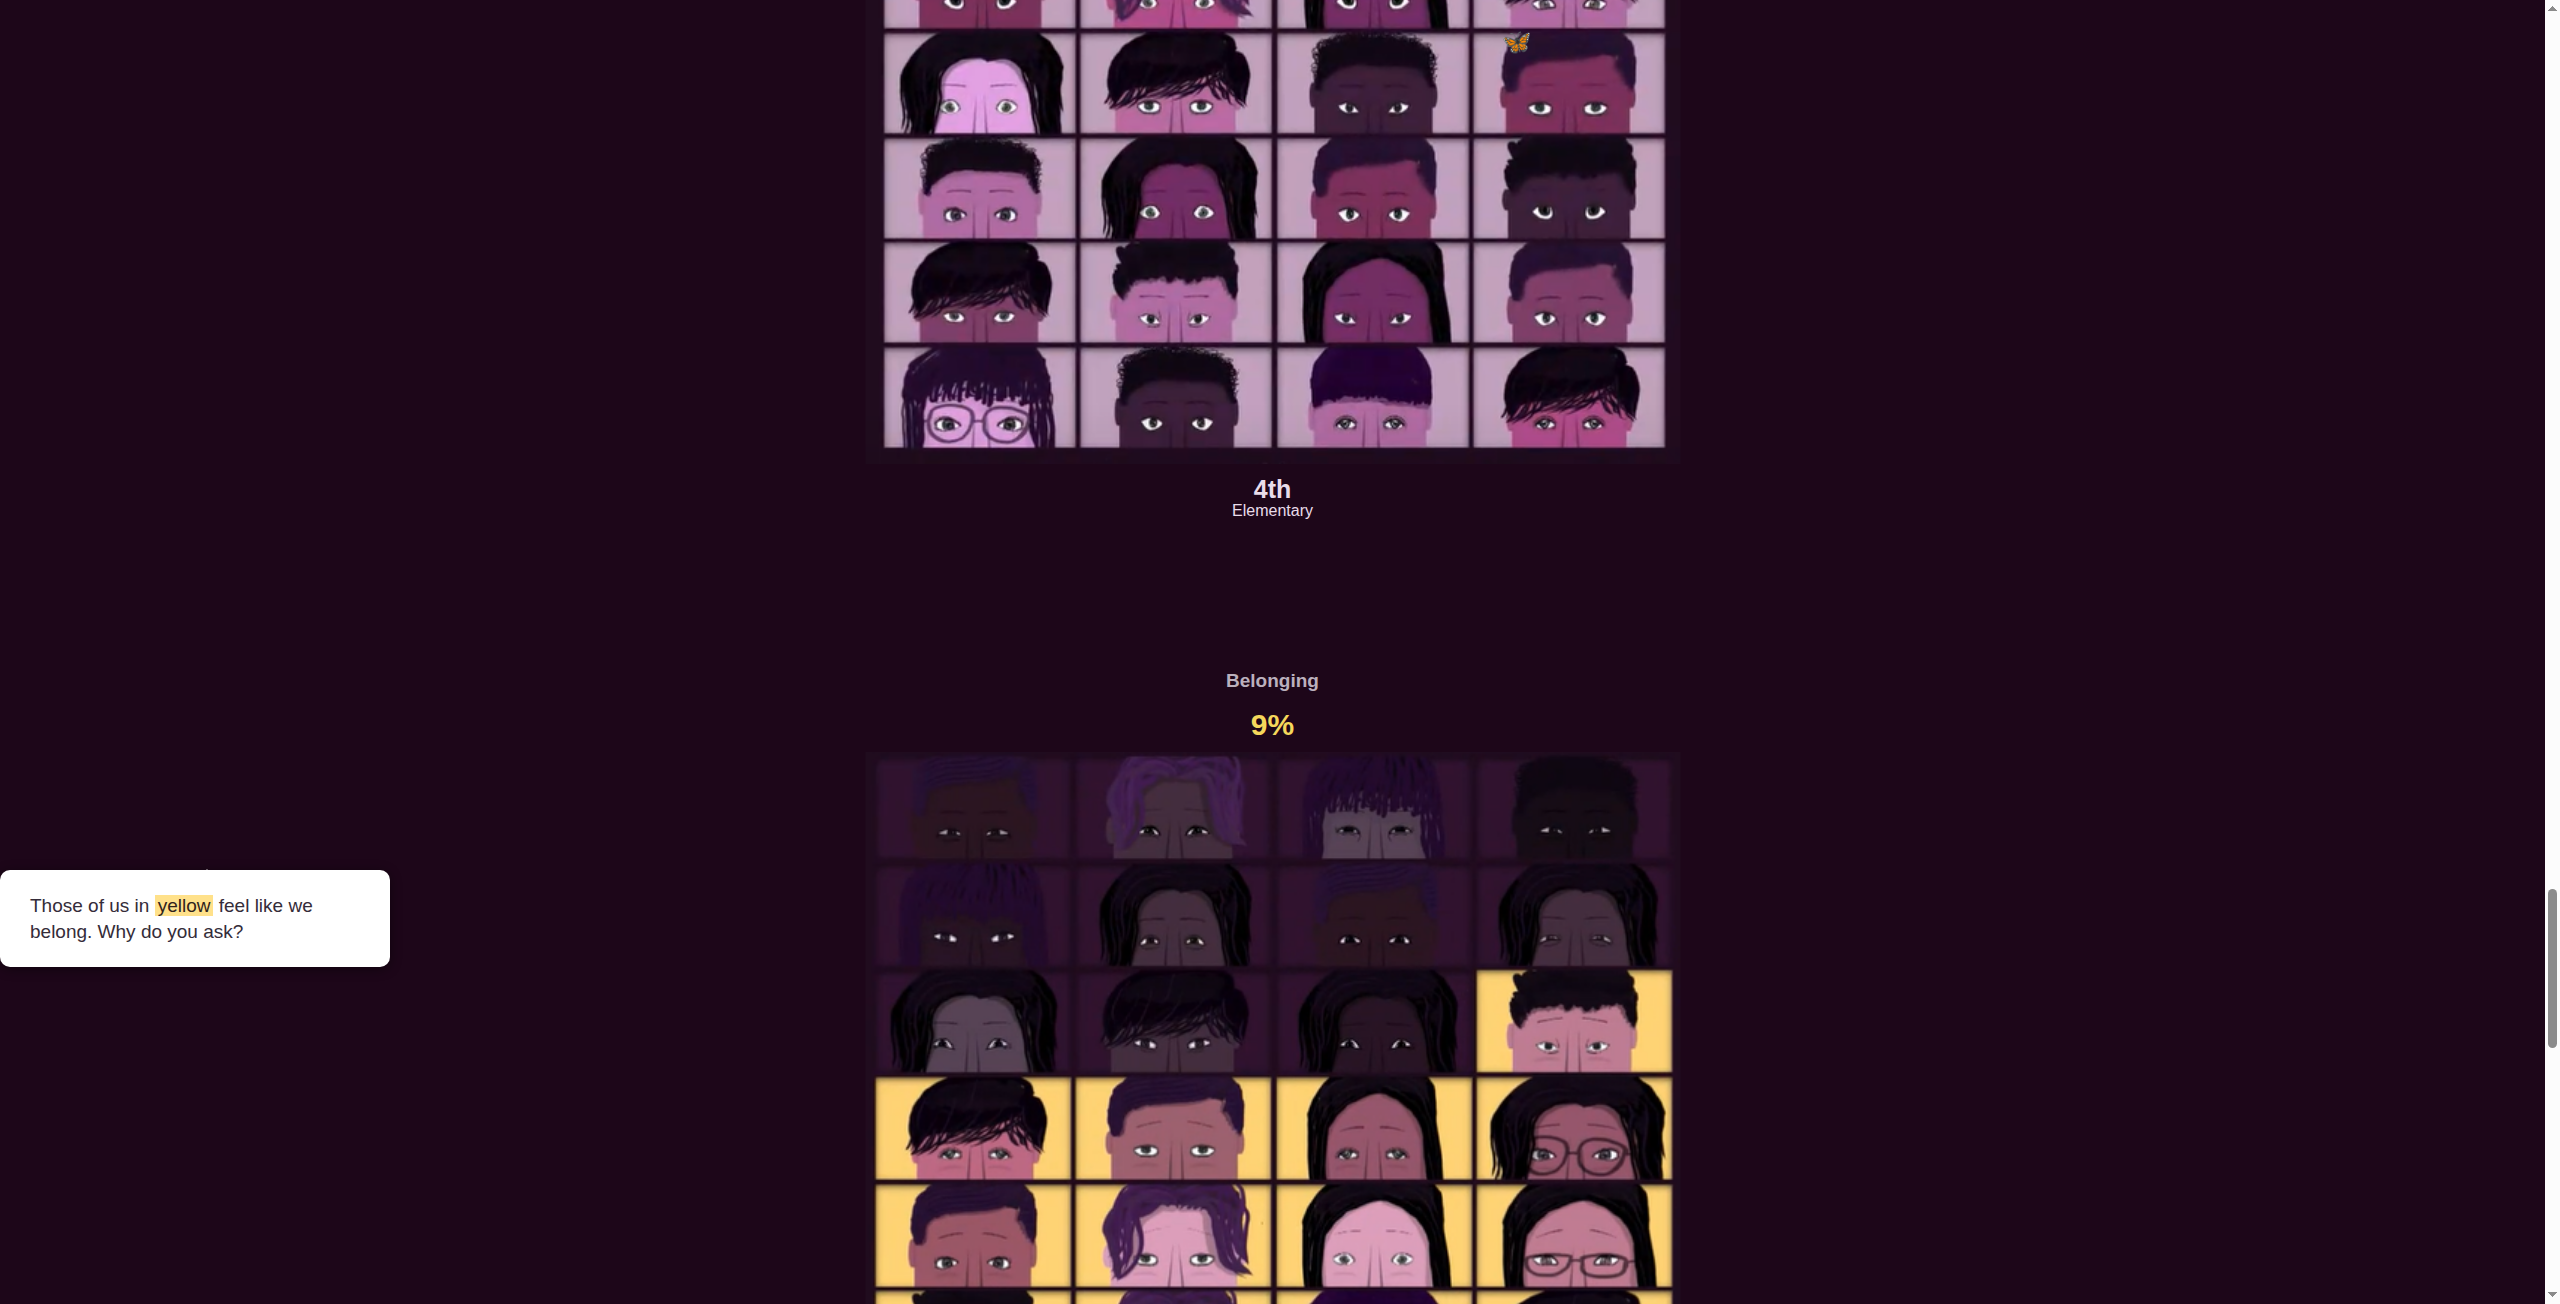 4th
Elementary
Belonging
9%
Those of us in yellow feel like we
belong. Why do you ask?